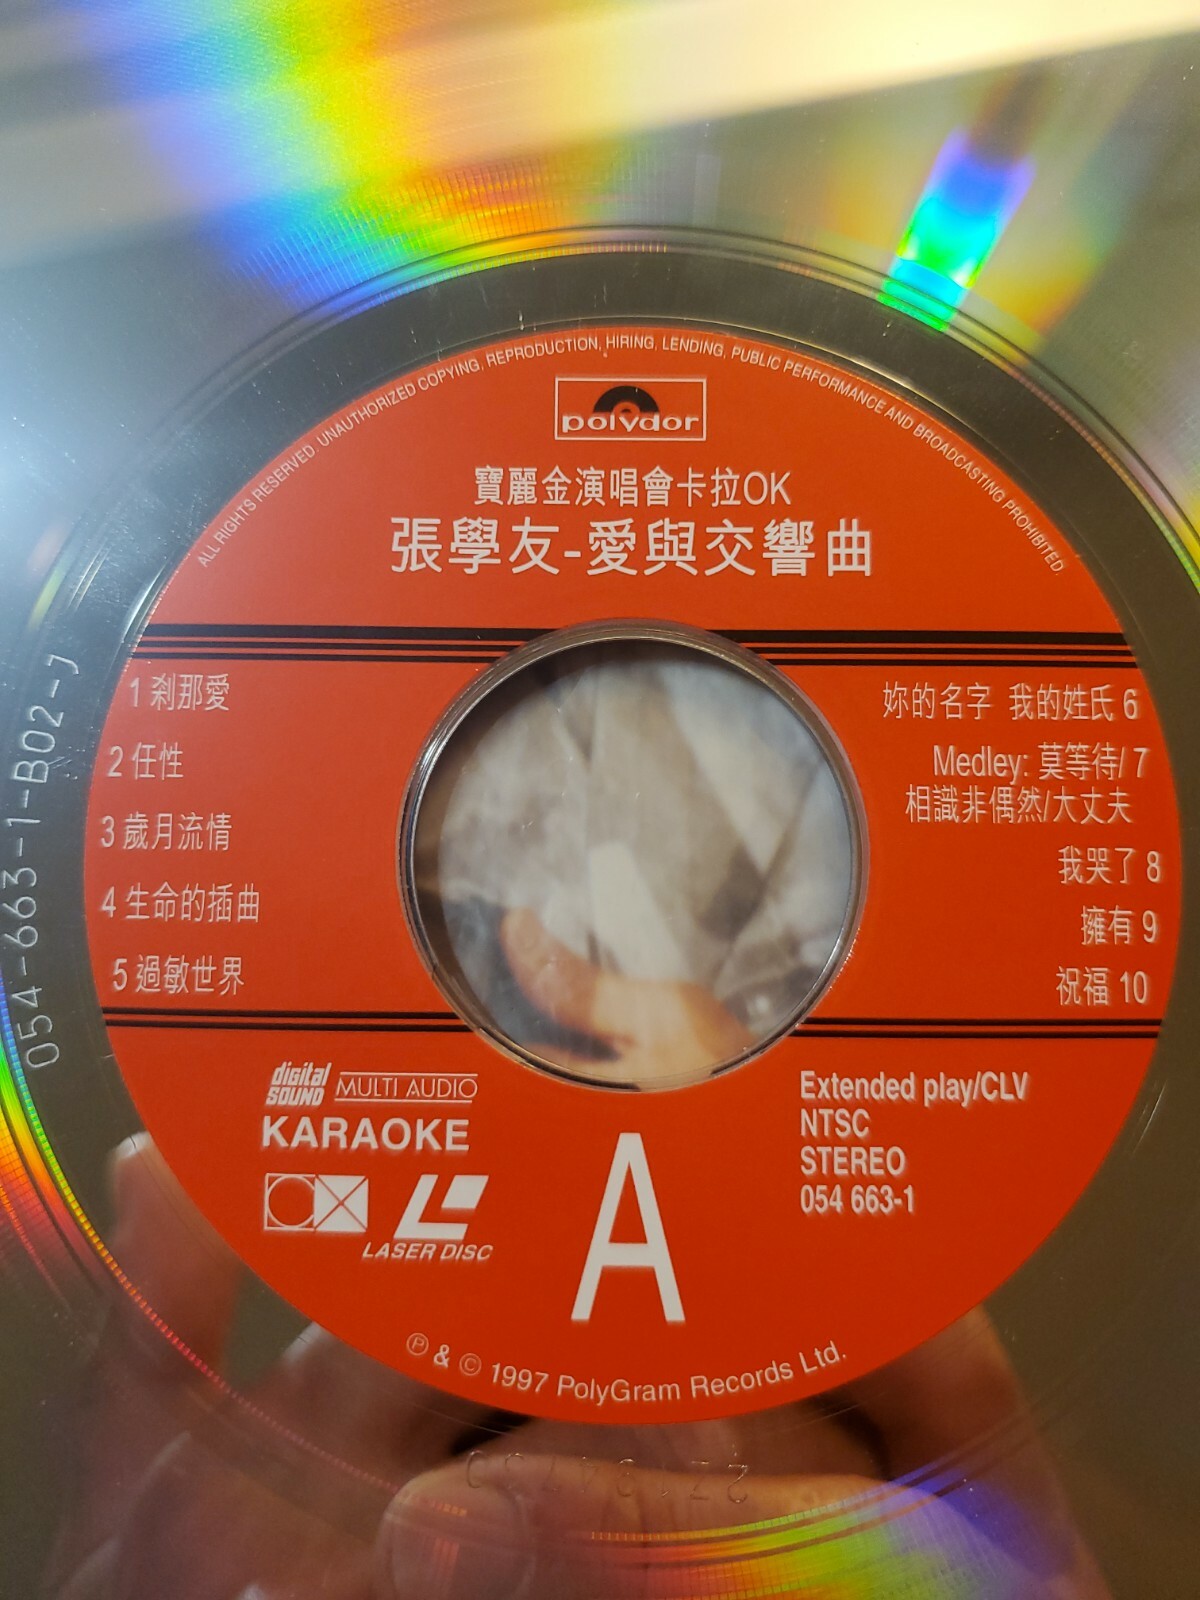 ALL RIGHTS RESERVED. UNAUTHORIZED COPYING, REPRODUCTION, HIRING, LENDING, PUBLIC PERFORMANCE AND BROADCASTING PROHIBITED.
polydor
寶麗金演唱會卡拉OK
張學友-愛與交響曲
1 剎那愛
2 任性
3 歲月流情
4 生命的插曲
5 過敏世界
妳的名字 我的姓氏 6
Medley: 莫等待/ 7
相識非偶然/大丈夫
我哭了 8
擁有 9
祝福 10
digital SOUND
MULTI AUDIO
KARAOKE
LASER DISC
A
Extended play/CLV
NTSC
STEREO
054 663-1
℗ & © 1997 PolyGram Records Ltd.
054-663-1-B02-J